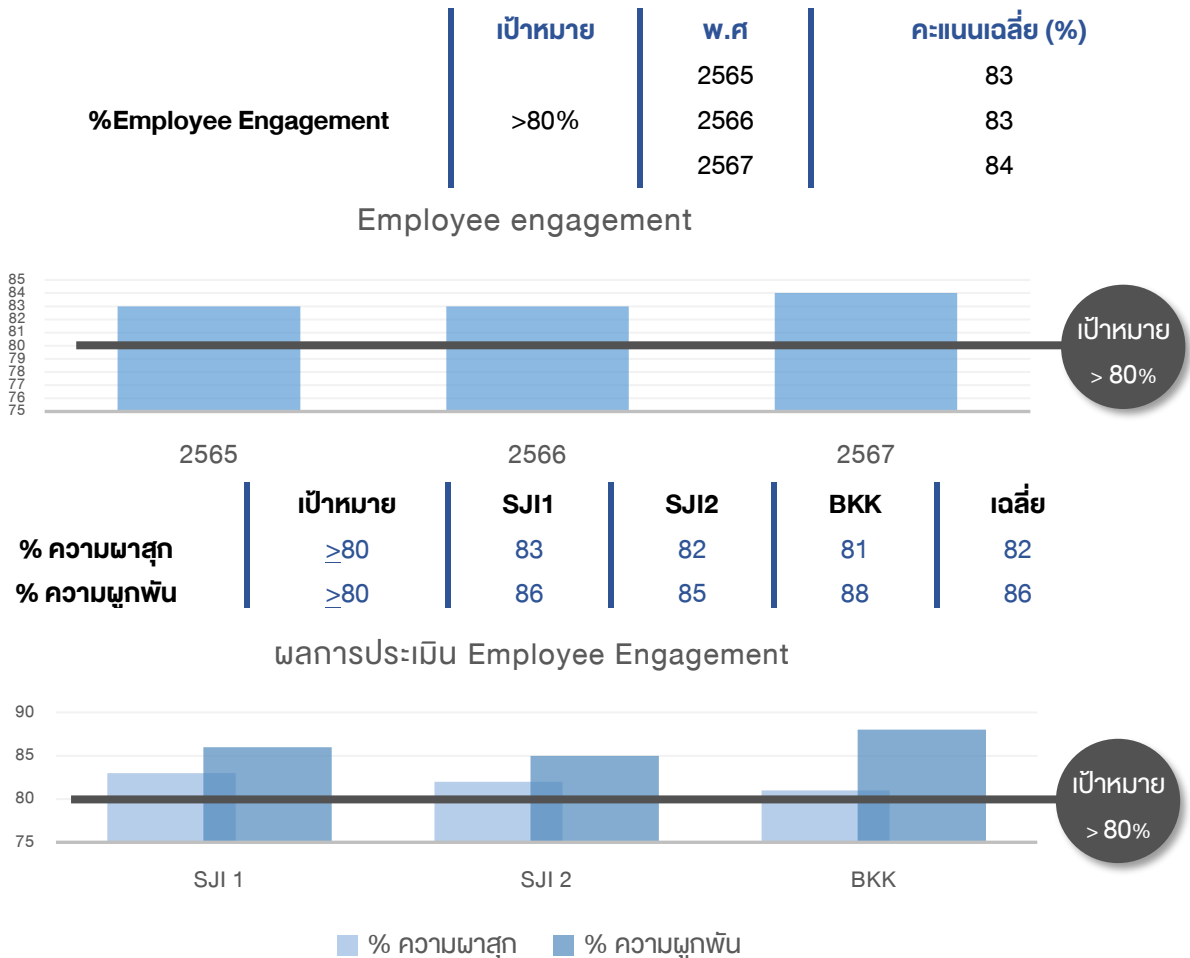 เป้าหมาย พ.ศ คะแนนเฉลี่ย (%)
2565 83
%Employee Engagement >80% 2566 83
2567 84
Employee engagement
85
84
83
82
81
80
79
78
77
76
75
เป้าหมาย
> 80%
2565 2566 2567
เป้าหมาย SJI1 SJI2 BKK เฉลี่ย
% ความผาสุก >80 83 82 81 82
% ความผูกพัน >80 86 85 88 86
ผลการประเมิน Employee Engagement
90
85
80
75
เป้าหมาย
> 80%
SJI 1 SJI 2 BKK
% ความผาสุก % ความผูกพัน